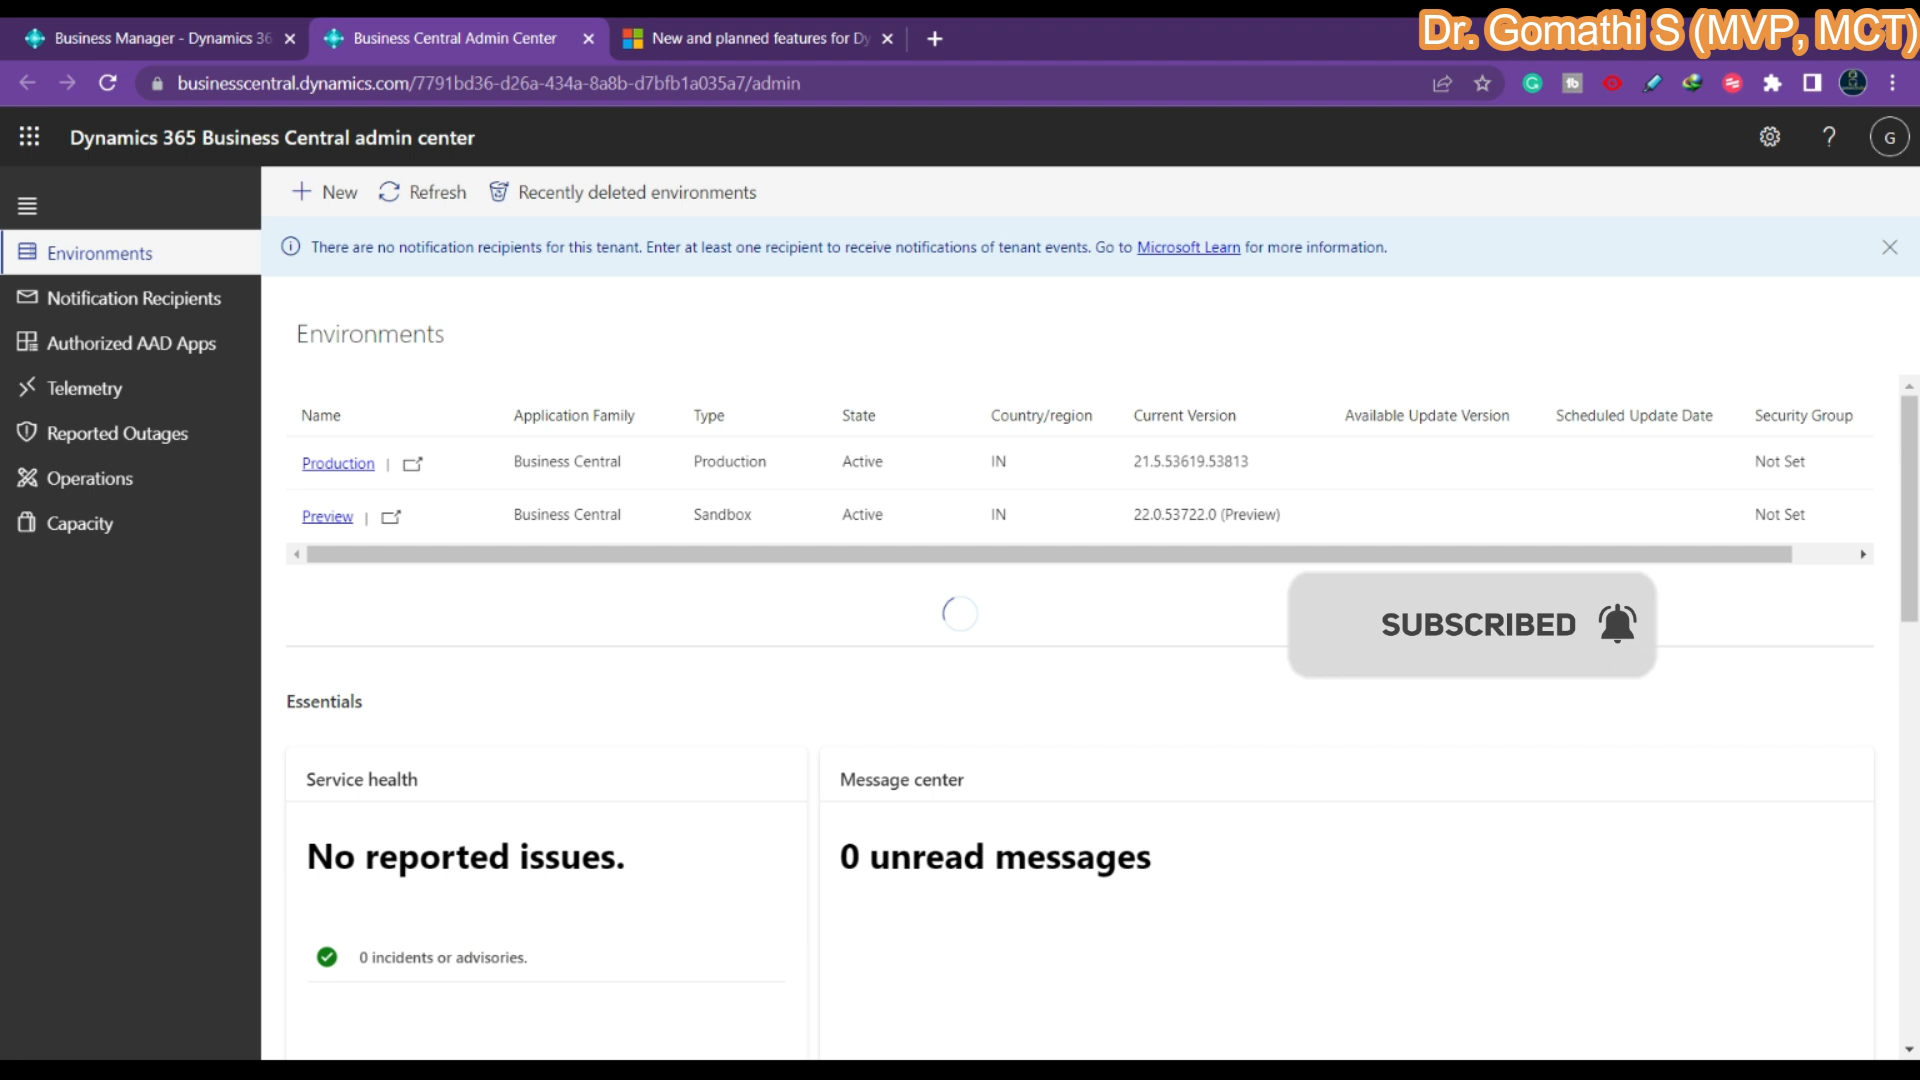 Dr. Gomathi S (MVP, MCT)
Business Manager - Dynamics 36
Business Central Admin Center
New and planned features for Dy
businesscentral.dynamics.com/7791bd36-d26a-434a-8a8b-d7bfb1a035a7/admin
Dynamics 365 Business Central admin center
G
New
Refresh
Recently deleted environments
There are no notification recipients for this tenant. Enter at least one recipient to receive notifications of tenant events. Go to Microsoft Learn for more information.
Environments
Notification Recipients
Authorized AAD Apps
Telemetry
Reported Outages
Operations
Capacity
Environments
Name Application Family Type State Country/region Current Version Available Update Version Scheduled Update Date Security Group
Production | Business Central Production Active IN 21.5.53619.53813 Not Set
Preview | Business Central Sandbox Active IN 22.0.53722.0 (Preview) Not Set
SUBSCRIBED
Essentials
Service health
No reported issues.
0 incidents or advisories.
Message center
0 unread messages